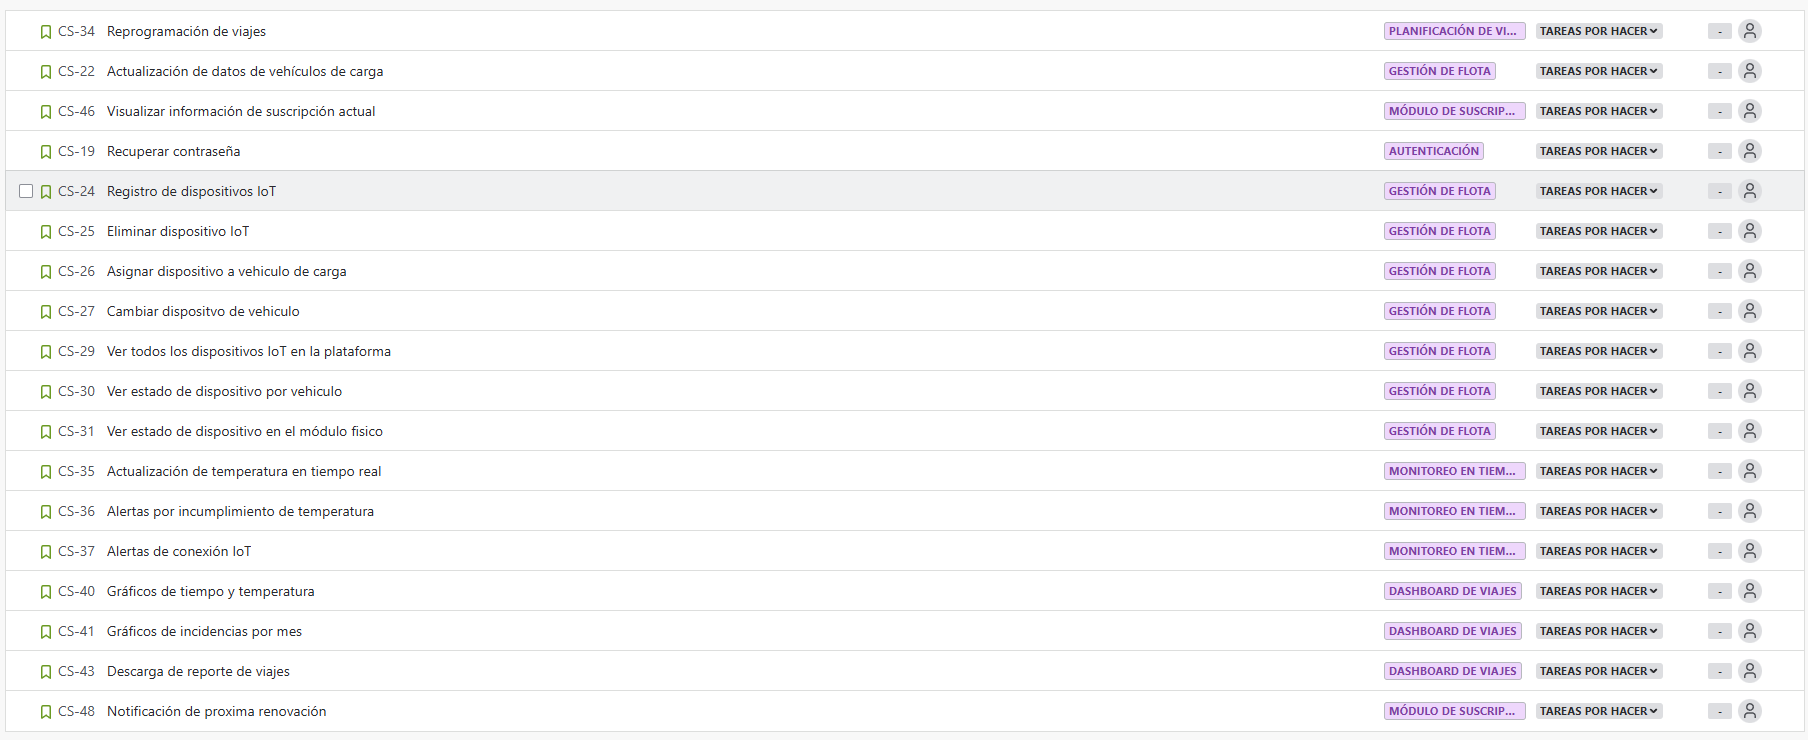 CS-34 Reprogramación de viajes PLANIFICACIÓN DE VI... TAREAS POR HACER -
CS-22 Actualización de datos de vehículos de carga GESTIÓN DE FLOTA TAREAS POR HACER -
CS-46 Visualizar información de suscripción actual MÓDULO DE SUSCRIP... TAREAS POR HACER -
CS-19 Recuperar contraseña AUTENTICACIÓN TAREAS POR HACER -
CS-24 Registro de dispositivos IoT GESTIÓN DE FLOTA TAREAS POR HACER -
CS-25 Eliminar dispositivo IoT GESTIÓN DE FLOTA TAREAS POR HACER -
CS-26 Asignar dispositivo a vehiculo de carga GESTIÓN DE FLOTA TAREAS POR HACER -
CS-27 Cambiar dispositvo de vehiculo GESTIÓN DE FLOTA TAREAS POR HACER -
CS-29 Ver todos los dispositivos IoT en la plataforma GESTIÓN DE FLOTA TAREAS POR HACER -
CS-30 Ver estado de dispositivo por vehiculo GESTIÓN DE FLOTA TAREAS POR HACER -
CS-31 Ver estado de dispositivo en el módulo fisico GESTIÓN DE FLOTA TAREAS POR HACER -
CS-35 Actualización de temperatura en tiempo real MONITOREO EN TIEM... TAREAS POR HACER -
CS-36 Alertas por incumplimiento de temperatura MONITOREO EN TIEM... TAREAS POR HACER -
CS-37 Alertas de conexión IoT MONITOREO EN TIEM... TAREAS POR HACER -
CS-40 Gráficos de tiempo y temperatura DASHBOARD DE VIAJES TAREAS POR HACER -
CS-41 Gráficos de incidencias por mes DASHBOARD DE VIAJES TAREAS POR HACER -
CS-43 Descarga de reporte de viajes DASHBOARD DE VIAJES TAREAS POR HACER -
CS-48 Notificación de proxima renovación MÓDULO DE SUSCRIP... TAREAS POR HACER -